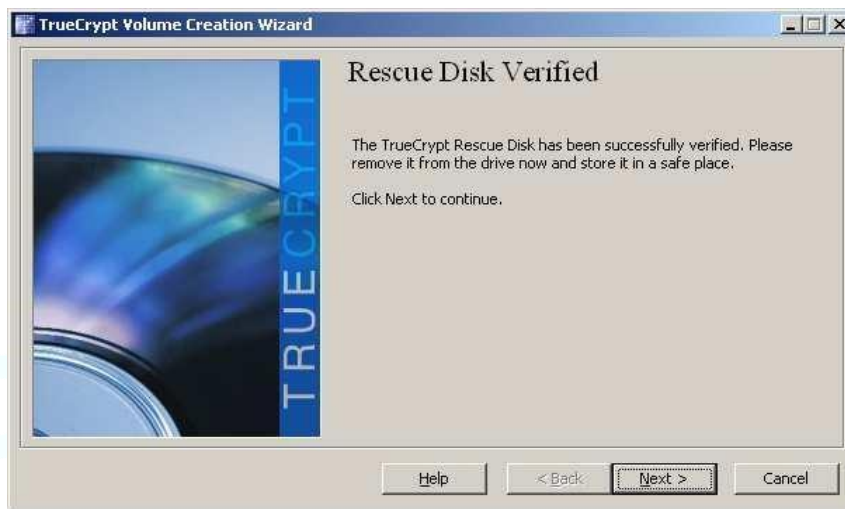 TrueCrypt Volume Creation Wizard
TRUECRYPT
Rescue Disk Verified
The TrueCrypt Rescue Disk has been successfully verified. Please
remove it from the drive now and store it in a safe place.
Click Next to continue.
Help
< Back
Next >
Cancel